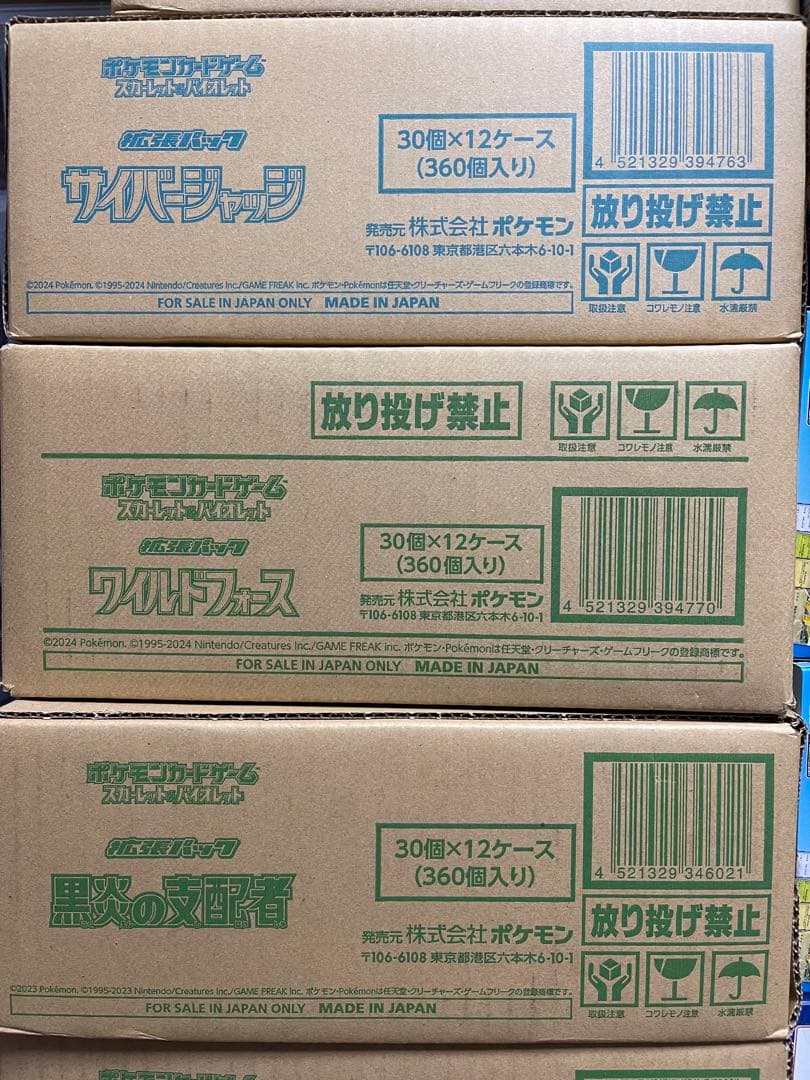 ポケモンカードゲーム
スカーレット&バイオレット
拡張パック
サイバージャッジ
30個×12ケース
(360個入り)
4 521329 394763
発売元 株式会社 ポケモン
〒106-6108 東京都港区六本木6-10-1
放り投げ禁止
取扱注意 コワレモノ注意 水濡厳禁
©2024 Pokémon. ©1995-2024 Nintendo/Creatures Inc./GAME FREAK inc. ポケモン・Pokémonは任天堂・クリーチャーズ・ゲームフリークの登録商標です。
FOR SALE IN JAPAN ONLY MADE IN JAPAN
放り投げ禁止
取扱注意 コワレモノ注意 水濡厳禁
ポケモンカードゲーム
スカーレット&バイオレット
拡張パック
ワイルドフォース
30個×12ケース
(360個入り)
発売元 株式会社 ポケモン
〒106-6108 東京都港区六本木6-10-1
4 521329 394770
©2024 Pokémon. ©1995-2024 Nintendo/Creatures Inc./GAME FREAK inc. ポケモン・Pokémonは任天堂・クリーチャーズ・ゲームフリークの登録商標です。
FOR SALE IN JAPAN ONLY MADE IN JAPAN
ポケモンカードゲーム
スカーレット&バイオレット
拡張パック
黒炎の支配者
30個×12ケース
(360個入り)
4 521329 346021
発売元 株式会社 ポケモン
〒106-6108 東京都港区六本木6-10-1
放り投げ禁止
取扱注意 コワレモノ注意 水濡厳禁
©2023 Pokémon. ©1995-2023 Nintendo/Creatures Inc./GAME FREAK inc. ポケモン・Pokémonは任天堂・クリーチャーズ・ゲームフリークの登録商標です。
FOR SALE IN JAPAN ONLY MADE IN JAPAN
ポケモンカードゲーム